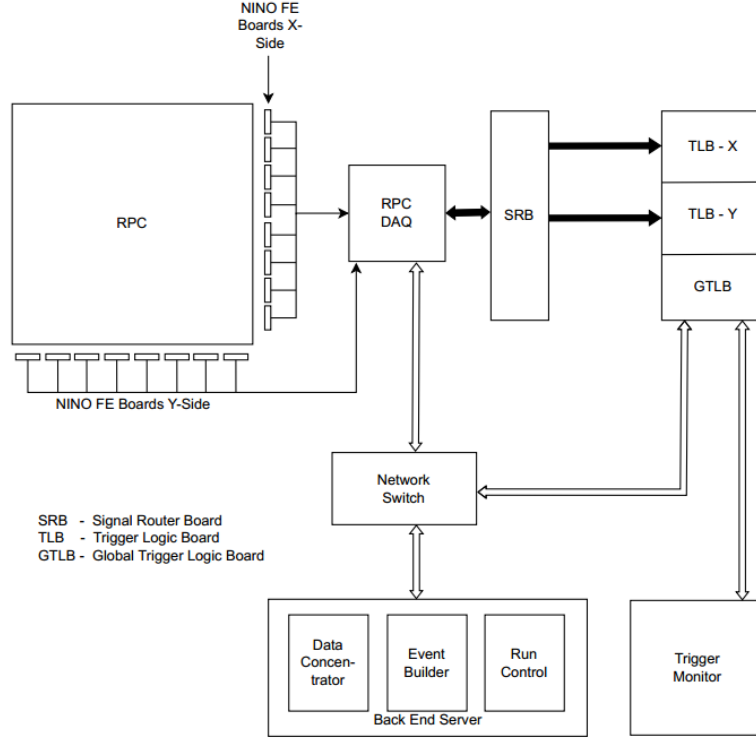 NINO FE
Boards X-
Side
RPC
RPC
DAQ
SRB
TLB - X
TLB - Y
GTLB
NINO FE Boards Y-Side
Network
Switch
SRB - Signal Router Board
TLB - Trigger Logic Board
GTLB - Global Trigger Logic Board
Data
Concen-
trator
Event
Builder
Run
Control
Back End Server
Trigger
Monitor